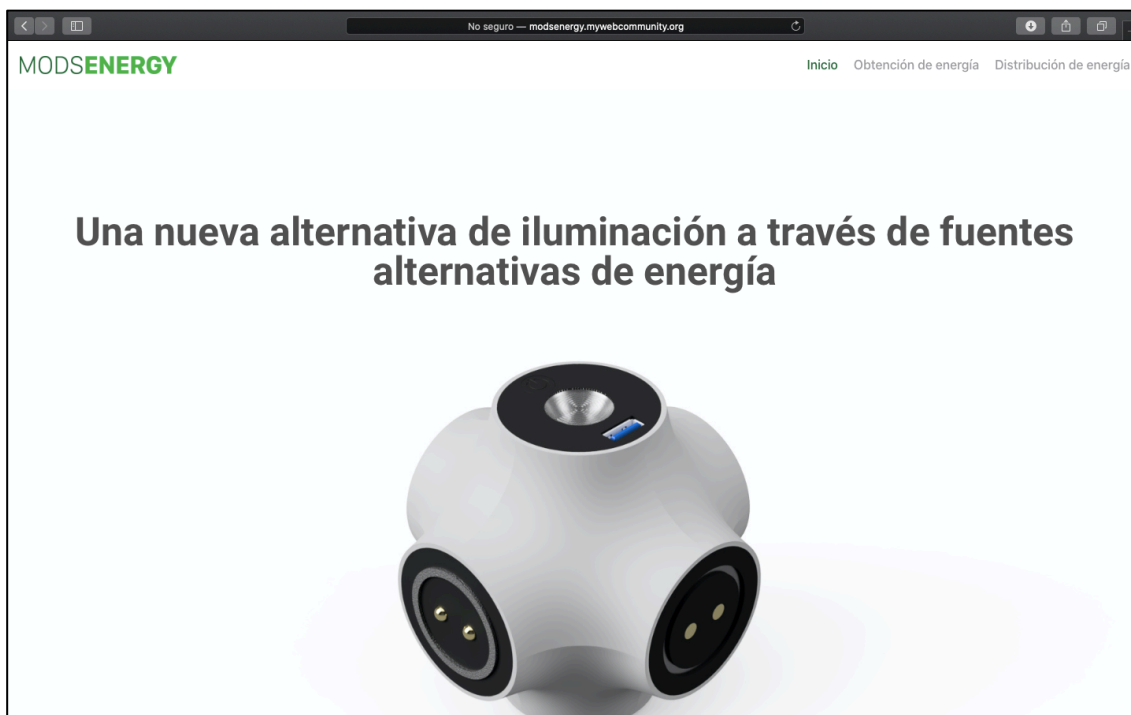 No seguro — modsenergy.mywebcommunity.org
MODSENERGY
Inicio Obtención de energía Distribución de energía
Una nueva alternativa de iluminación a través de fuentes
alternativas de energía